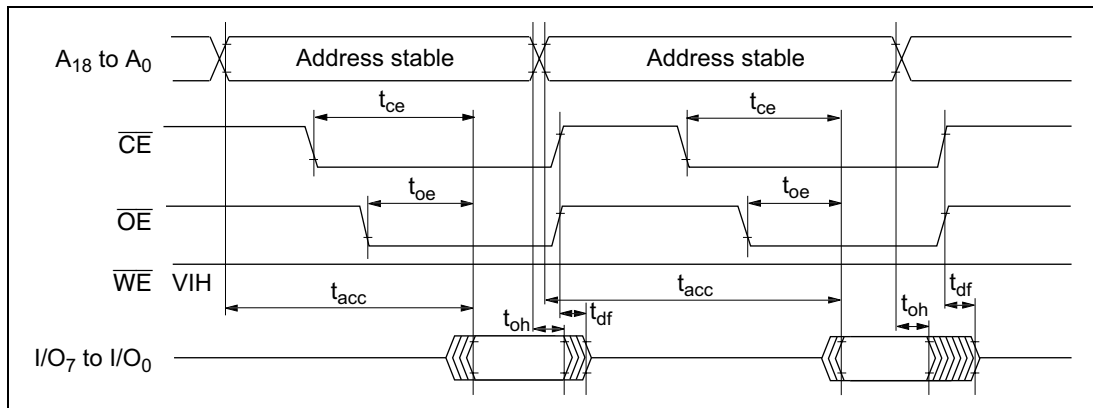 A18 to A0 Address stable Address stable
tce tce
CE
toe toe
OE
WE VIH
tacc tacc
toh tdf toh tdf
I/O7 to I/O0